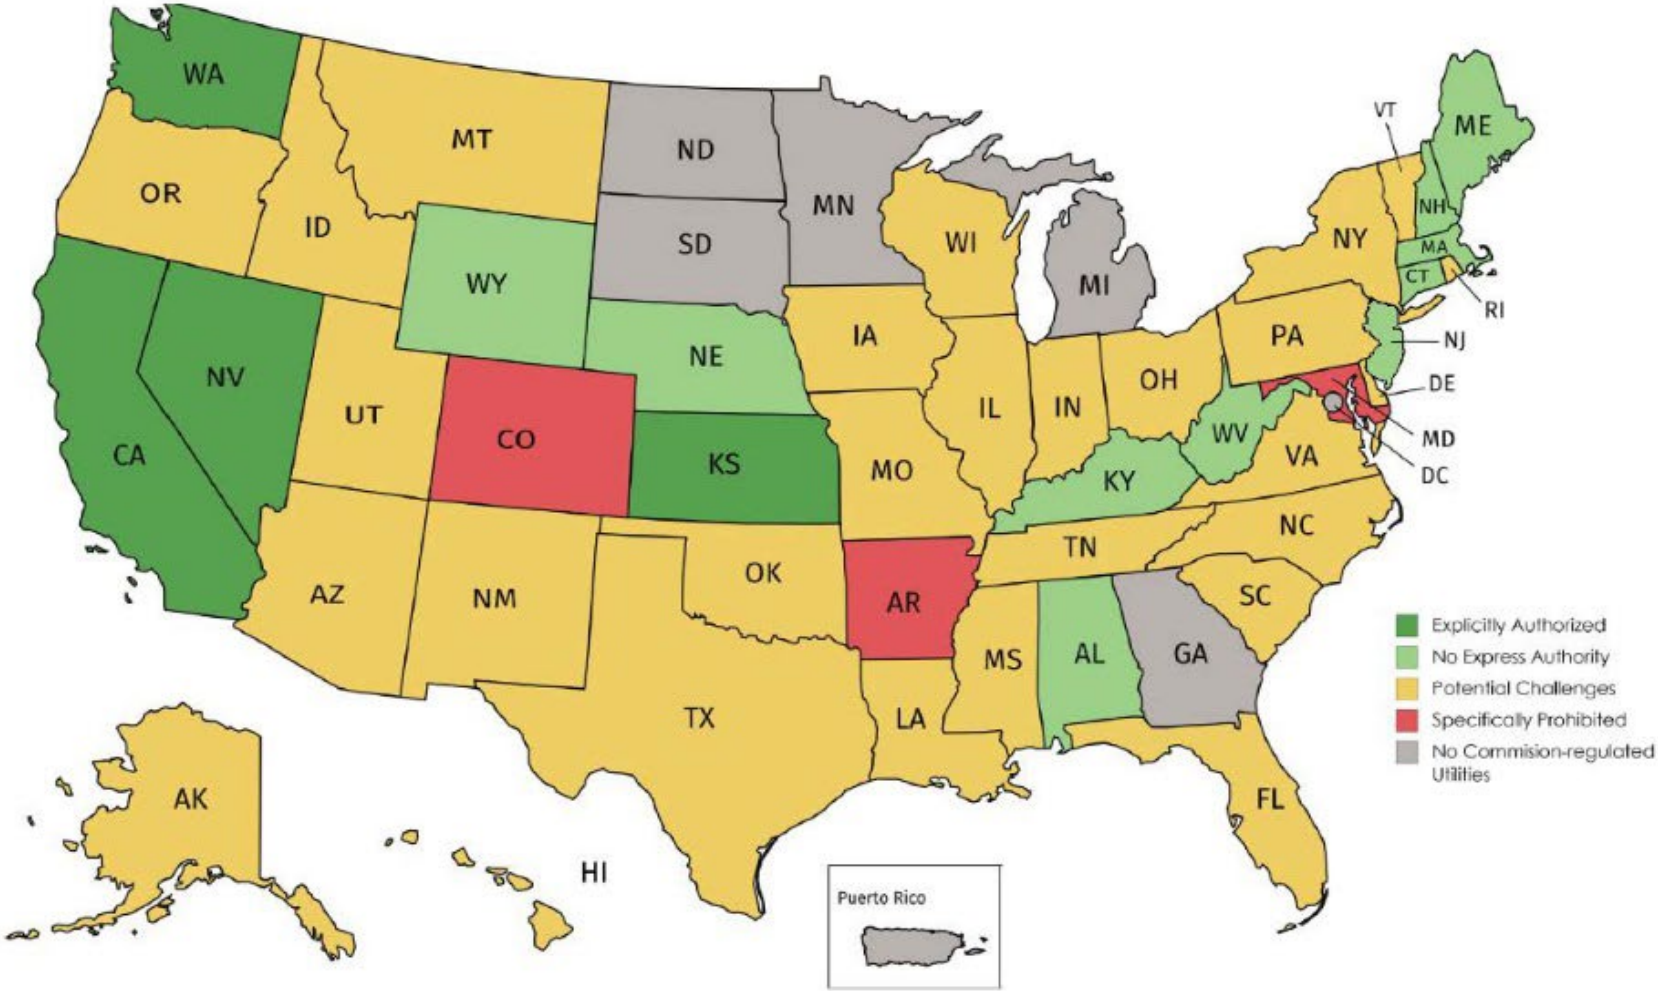 WA
MT
ND
MN
VT
ME
OR
ID
SD
WI
NY
NH
MA
CT
RI
WY
MI
IA
PA
NJ
NE
NV
UT
CO
CA
KS
IL
IN
OH
DE
MD
DC
WV
VA
KY
MO
NC
TN
AZ
NM
OK
AR
SC
MS
AL
GA
TX
LA
FL
AK
HI
Explicitly Authorized
No Express Authority
Potential Challenges
Specifically Prohibited
No Commision-regulated
Utilities
Puerto Rico